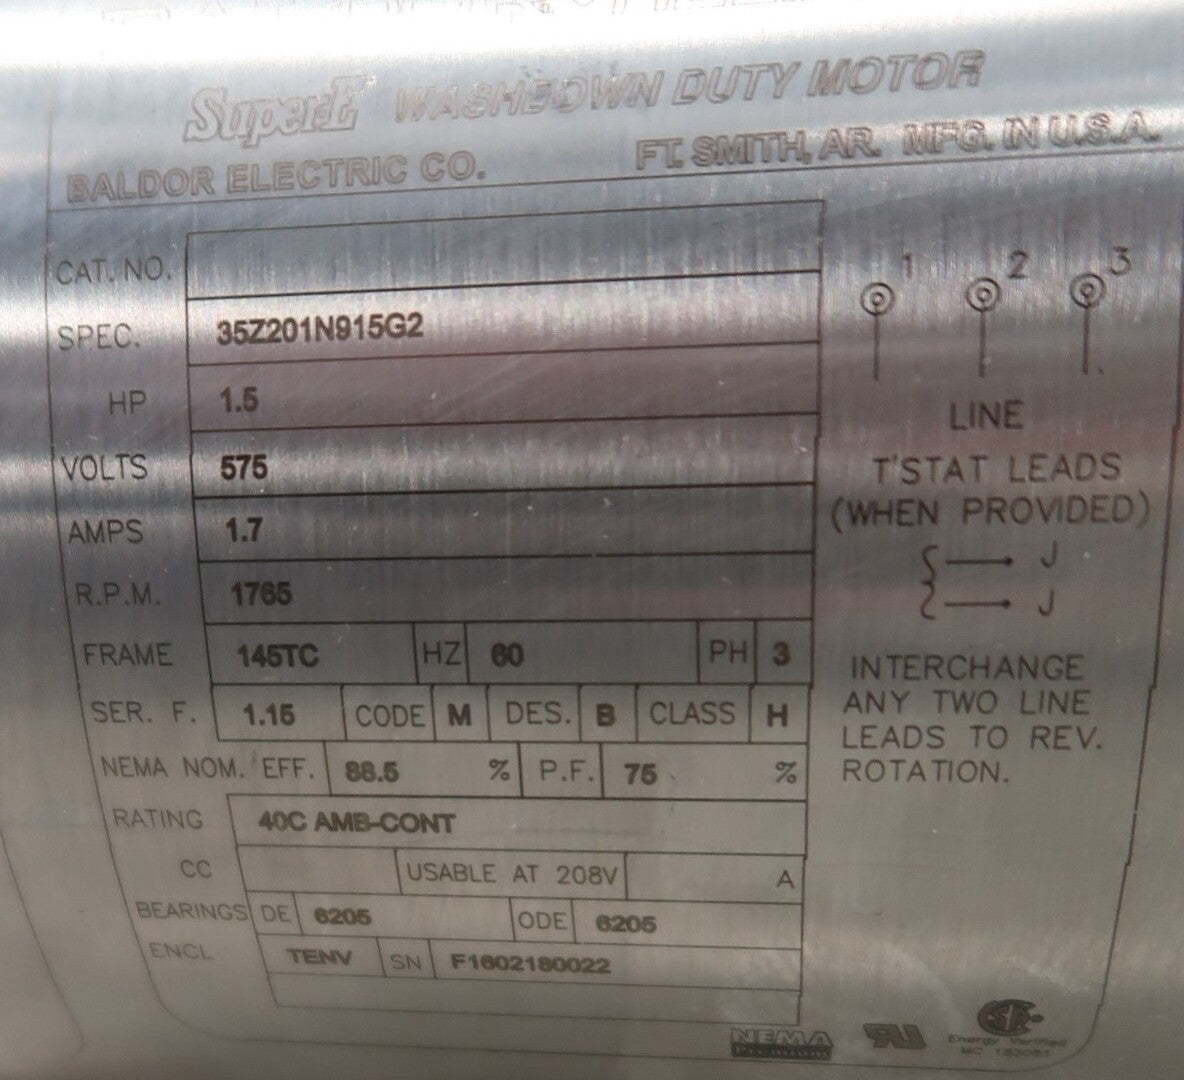 Super-E WASHDOWN DUTY MOTOR
BALDOR ELECTRIC CO. FT. SMITH, AR. MFG. IN U.S.A.
CAT. NO.
SPEC. 35Z201N915G2
HP 1.5
VOLTS 575
AMPS 1.7
R.P.M. 1765
FRAME 145TC HZ 60 PH 3
SER. F. 1.15 CODE M DES. B CLASS H
NEMA NOM. EFF. 88.5 % P.F. 75 %
RATING 40C AMB-CONT
CC USABLE AT 208V A
BEARINGS DE 6205 ODE 6205
ENCL TENV SN F1602180022
1 2 3
LINE
T'STAT LEADS
(WHEN PROVIDED)
J
J
INTERCHANGE
ANY TWO LINE
LEADS TO REV.
ROTATION.
NEMA
Premium
Energy Verified